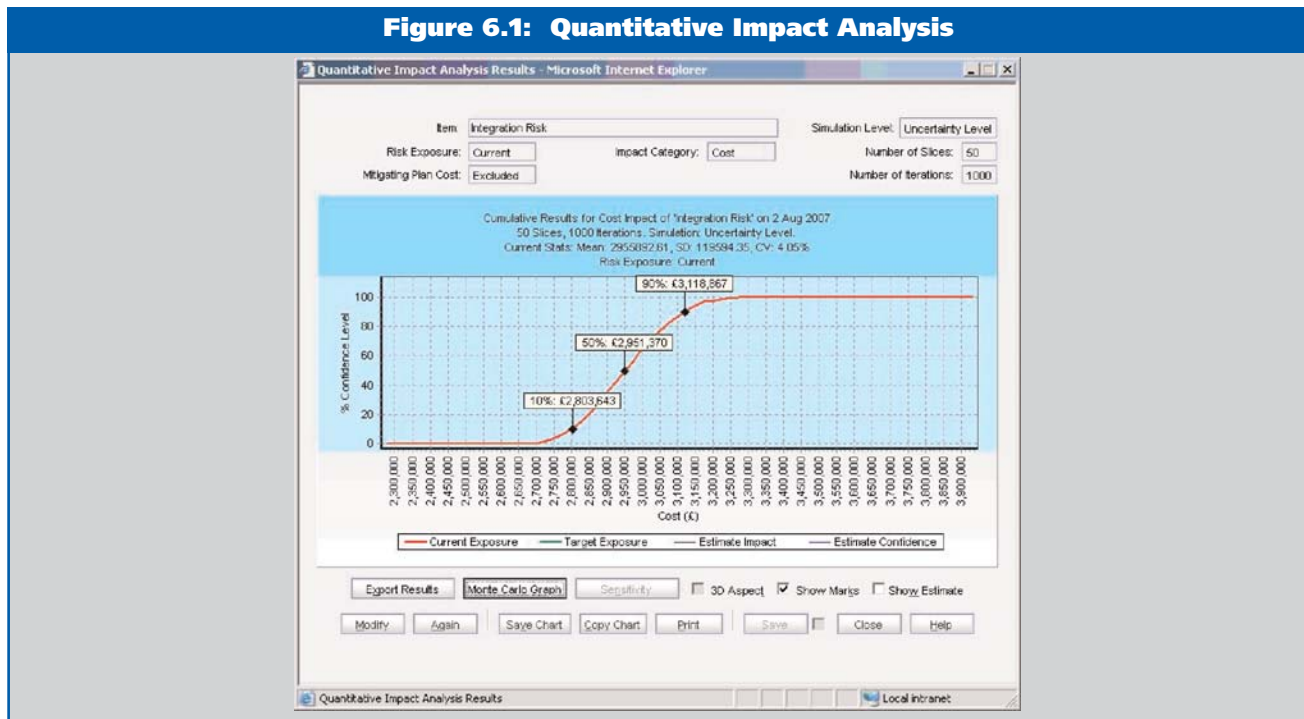 Figure 6.1: Quantitative Impact Analysis
Quantitative Impact Analysis Results - Microsoft Internet Explorer
Item: Integration Risk
Simulation Level: Uncertainty Level
Risk Exposure: Current
Impact Category: Cost
Number of Slices: 50
Mitigating Plan Cost: Excluded
Number of Iterations: 1000
Cumulative Results for Cost Impact of 'Integration Risk' on 2 Aug 2007
50 Slices, 1000 Iterations. Simulation: Uncertainty Level.
Current Stats: Mean: 2955892.61, SD: 119594.35, CV: 4.05%
Risk Exposure: Current
90%: £3,118,867
50%: £2,951,370
10%: £2,803,643
% Confidence Level
100
80
60
40
20
0
2,300,000
2,350,000
2,400,000
2,450,000
2,500,000
2,550,000
2,600,000
2,650,000
2,700,000
2,750,000
2,800,000
2,850,000
2,900,000
2,950,000
3,000,000
3,050,000
3,100,000
3,150,000
3,200,000
3,250,000
3,300,000
3,350,000
3,400,000
3,450,000
3,500,000
3,550,000
3,600,000
3,650,000
3,700,000
3,750,000
3,800,000
3,850,000
3,900,000
Cost (£)
Current Exposure Target Exposure Estimate Impact Estimate Confidence
Export Results Monte Carlo Graph Sensitivity 3D Aspect Show Marks Show Estimate
Modify Again Save Chart Copy Chart Print Save Close Help
Quantitative Impact Analysis Results
Local intranet